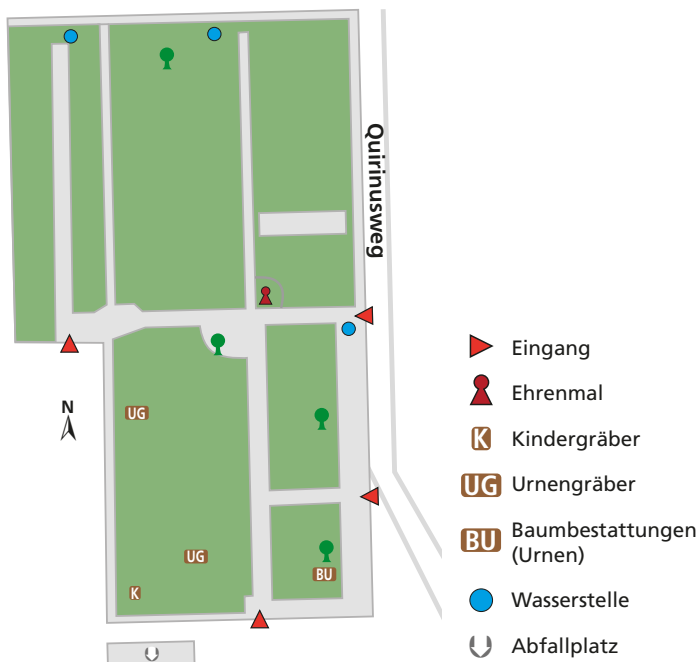 Quirinusweg
N
UG
UG
K
BU
Eingang
Ehrenmal
K Kindergräber
UG Urnengräber
BU Baumbestattungen
(Urnen)
Wasserstelle
Abfallplatz